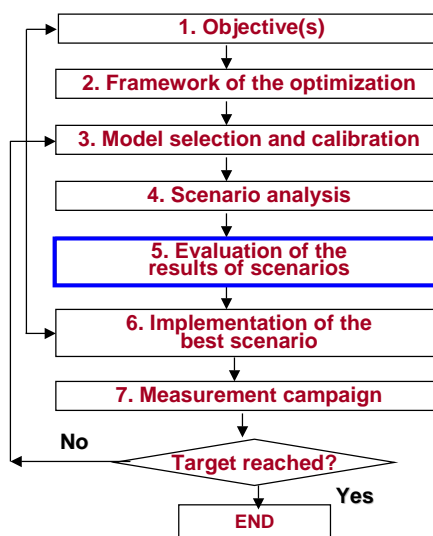 1. Objective(s)
2. Framework of the optimization
3. Model selection and calibration
4. Scenario analysis
5. Evaluation of the
results of scenarios
6. Implementation of the
best scenario
7. Measurement campaign
No
Target reached?
Yes
END